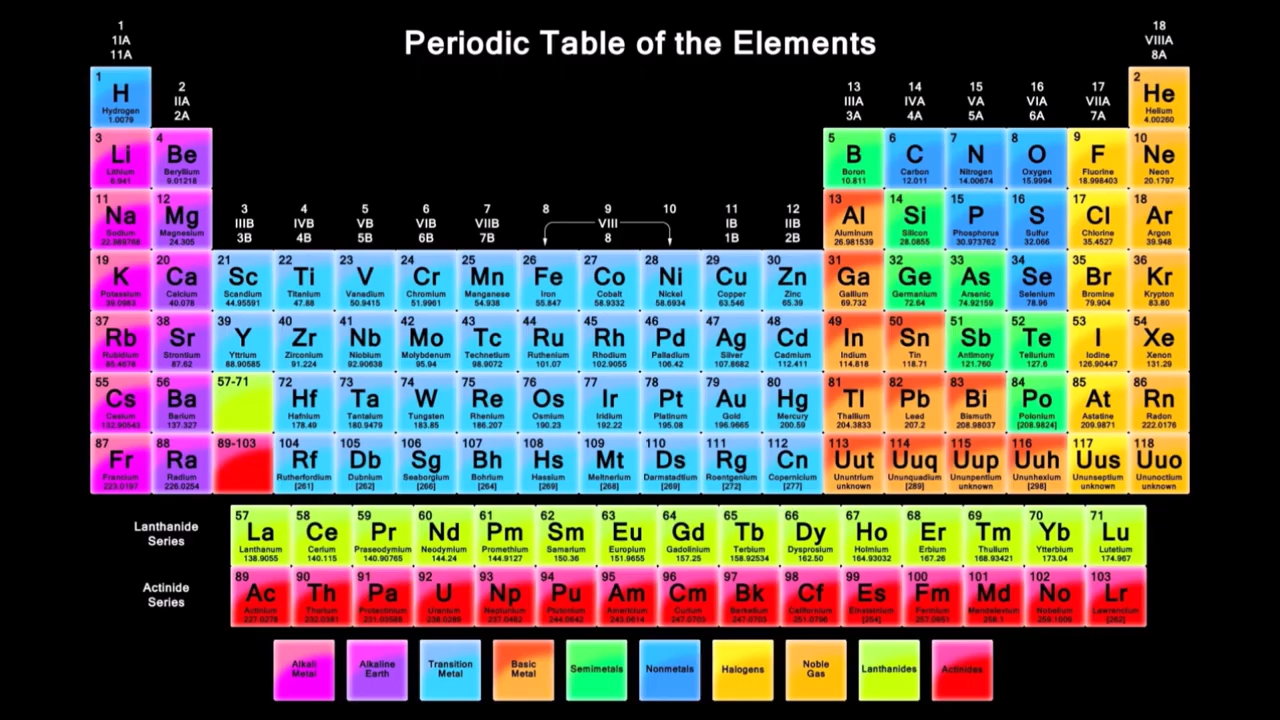 Periodic Table of the Elements
1
1IA
11A
18
VIIIA
8A
1
H
Hydrogen
1.0079
2
IIA
2A
13
IIIA
3A
14
IVA
4A
15
VA
5A
16
VIA
6A
17
VIIA
7A
2
He
Helium
4.00260
3
Li
Lithium
6.941
4
Be
Beryllium
9.01218
5
B
Boron
10.811
6
C
Carbon
12.011
7
N
Nitrogen
14.00674
8
O
Oxygen
15.9994
9
F
Fluorine
18.998403
10
Ne
Neon
20.1797
11
Na
Sodium
22.989768
12
Mg
Magnesium
24.305
3
IIIB
3B
4
IVB
4B
5
VB
5B
6
VIB
6B
7
VIIB
7B
8
9
10
VIII
8
11
IB
1B
12
IIB
2B
13
Al
Aluminum
26.981539
14
Si
Silicon
28.0855
15
P
Phosphorus
30.973762
16
S
Sulfur
32.066
17
Cl
Chlorine
35.4527
18
Ar
Argon
39.948
19
K
Potassium
39.0983
20
Ca
Calcium
40.078
21
Sc
Scandium
44.95591
22
Ti
Titanium
47.88
23
V
Vanadium
50.9415
24
Cr
Chromium
51.9961
25
Mn
Manganese
54.938
26
Fe
Iron
55.847
27
Co
Cobalt
58.9332
28
Ni
Nickel
58.6934
29
Cu
Copper
63.546
30
Zn
Zinc
65.39
31
Ga
Gallium
69.732
32
Ge
Germanium
72.64
33
As
Arsenic
74.92159
34
Se
Selenium
78.96
35
Br
Bromine
79.904
36
Kr
Krypton
83.80
37
Rb
Rubidium
85.4678
38
Sr
Strontium
87.62
39
Y
Yttrium
88.90585
40
Zr
Zirconium
91.224
41
Nb
Niobium
92.90638
42
Mo
Molybdenum
95.94
43
Tc
Technetium
98.9072
44
Ru
Ruthenium
101.07
45
Rh
Rhodium
102.9055
46
Pd
Palladium
106.42
47
Ag
Silver
107.8682
48
Cd
Cadmium
112.411
49
In
Indium
114.818
50
Sn
Tin
118.71
51
Sb
Antimony
121.760
52
Te
Tellurium
127.6
53
I
Iodine
126.90447
54
Xe
Xenon
131.29
55
Cs
Cesium
132.90543
56
Ba
Barium
137.327
57-71
72
Hf
Hafnium
178.49
73
Ta
Tantalum
180.9479
74
W
Tungsten
183.85
75
Re
Rhenium
186.207
76
Os
Osmium
190.23
77
Ir
Iridium
192.22
78
Pt
Platinum
195.08
79
Au
Gold
196.9665
80
Hg
Mercury
200.59
81
Tl
Thallium
204.3833
82
Pb
Lead
207.2
83
Bi
Bismuth
208.98037
84
Po
Polonium
[208.9824]
85
At
Astatine
209.9871
86
Rn
Radon
222.0176
87
Fr
Francium
223.0197
88
Ra
Radium
226.0254
89-103
104
Rf
Rutherfordium
[261]
105
Db
Dubnium
[262]
106
Sg
Seaborgium
[266]
107
Bh
Bohrium
[264]
108
Hs
Hassium
[269]
109
Mt
Meitnerium
[268]
110
Ds
Darmstadtium
[269]
111
Rg
Roentgenium
[272]
112
Cn
Copernicium
[277]
113
Uut
Ununtrium
unknown
114
Uuq
Ununquadium
[289]
115
Uup
Ununpentium
unknown
116
Uuh
Ununhexium
[298]
117
Uus
Ununseptium
unknown
118
Uuo
Ununoctium
unknown
Lanthanide
Series
57
La
Lanthanum
138.9055
58
Ce
Cerium
140.115
59
Pr
Praseodymium
140.90765
60
Nd
Neodymium
144.24
61
Pm
Promethium
144.9127
62
Sm
Samarium
150.36
63
Eu
Europium
151.9655
64
Gd
Gadolinium
157.25
65
Tb
Terbium
158.92534
66
Dy
Dysprosium
162.50
67
Ho
Holmium
164.93032
68
Er
Erbium
167.26
69
Tm
Thulium
168.93421
70
Yb
Ytterbium
173.04
71
Lu
Lutetium
174.967
Actinide
Series
89
Ac
Actinium
227.0278
90
Th
Thorium
232.0381
91
Pa
Protactinium
231.03588
92
U
Uranium
238.0289
93
Np
Neptunium
237.0482
94
Pu
Plutonium
244.0642
95
Am
Americium
243.0614
96
Cm
Curium
247.0703
97
Bk
Berkelium
247.0703
98
Cf
Californium
251.0796
99
Es
Einsteinium
[254]
100
Fm
Fermium
257.0951
101
Md
Mendelevium
258.1
102
No
Nobelium
259.1009
103
Lr
Lawrencium
[262]
Alkali
Metal
Alkaline
Earth
Transition
Metal
Basic
Metal
Semimetals
Nonmetals
Halogens
Noble
Gas
Lanthanides
Actinides